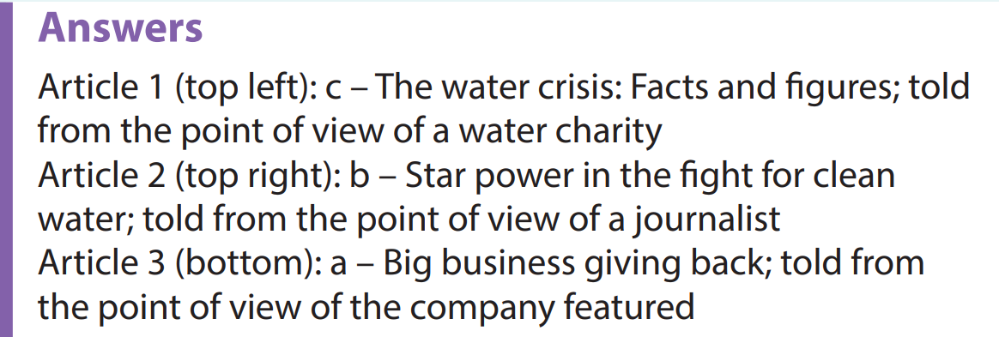 Answers
Article 1 (top left): c – The water crisis: Facts and figures; told
from the point of view of a water charity
Article 2 (top right): b – Star power in the fight for clean
water; told from the point of view of a journalist
Article 3 (bottom): a – Big business giving back; told from
the point of view of the company featured